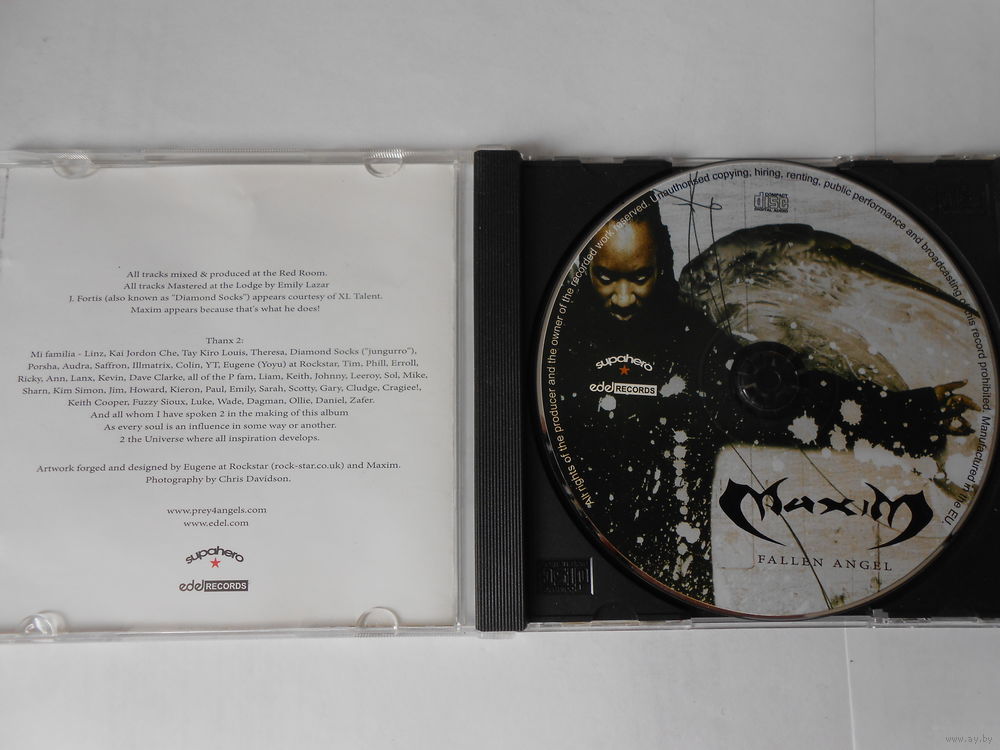 All tracks mixed & produced at the Red Room.
All tracks Mastered at the Lodge by Emily Lazar
J. Fortis (also known as "Diamond Socks") appears courtesy of XL Talent.
Maxim appears because that's what he does!
Thanx 2:
Mi familia - Linz, Kai Jordon Che, Tay Kiro Louis, Theresa, Diamond Socks ("jungurro"),
Porsha, Audra, Saffron, Illmatrix, Colin, YT, Eugene (Yoyu) at Rockstar, Tim, Phill, Erroll,
Ricky, Ann, Lanx, Kevin, Dave Clarke, all of the P fam, Liam, Keith, Johnny, Leeroy, Sol, Mike,
Sharn, Kim Simon, Jim, Howard, Kieron, Paul, Emily, Sarah, Scotty, Gary, Cludge, Cragiee!,
Keith Cooper, Fuzzy Sioux, Luke, Wade, Dagman, Ollie, Daniel, Zafer.
And all whom I have spoken 2 in the making of this album
As every soul is an influence in some way or another.
2 the Universe where all inspiration develops.
Artwork forged and designed by Eugene at Rockstar (rock-star.co.uk) and Maxim.
Photography by Chris Davidson.
www.prey4angels.com
www.edel.com
supahero
edel RECORDS
All rights of the producer and the owner of the recorded work reserved. Unauthorised copying, hiring, renting, public performance and broadcasting of this record prohibited. Manufactured in the EU.
COMPACT
disc
DIGITAL AUDIO
supahero
edel RECORDS
Maxim
FALLEN ANGEL
www.ay.by